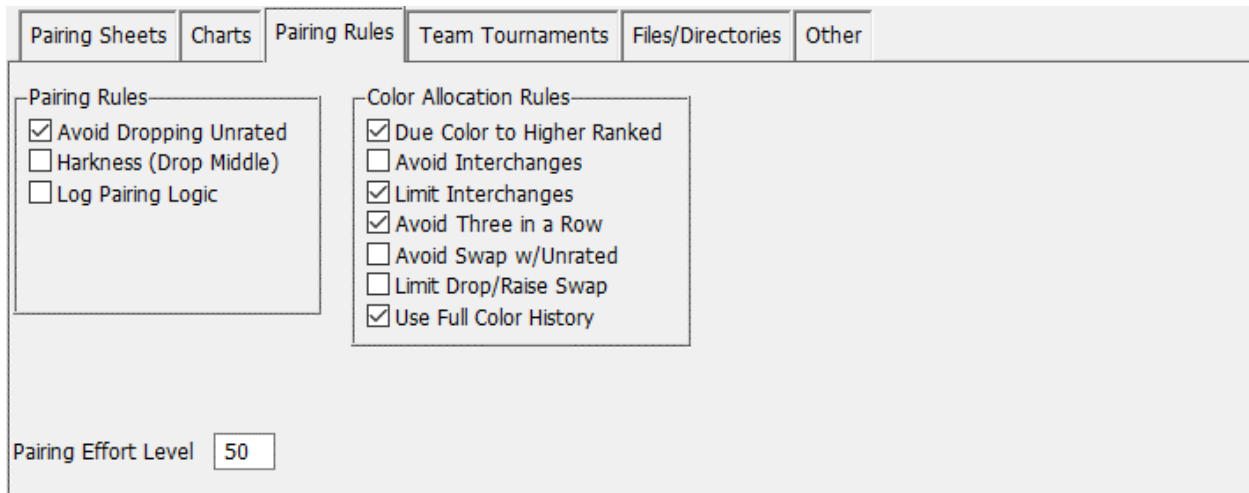 Pairing Sheets Charts Pairing Rules Team Tournaments Files/Directories Other
Pairing Rules
Avoid Dropping Unrated
Harkness (Drop Middle)
Log Pairing Logic
Color Allocation Rules
Due Color to Higher Ranked
Avoid Interchanges
Limit Interchanges
Avoid Three in a Row
Avoid Swap w/Unrated
Limit Drop/Raise Swap
Use Full Color History
Pairing Effort Level 50